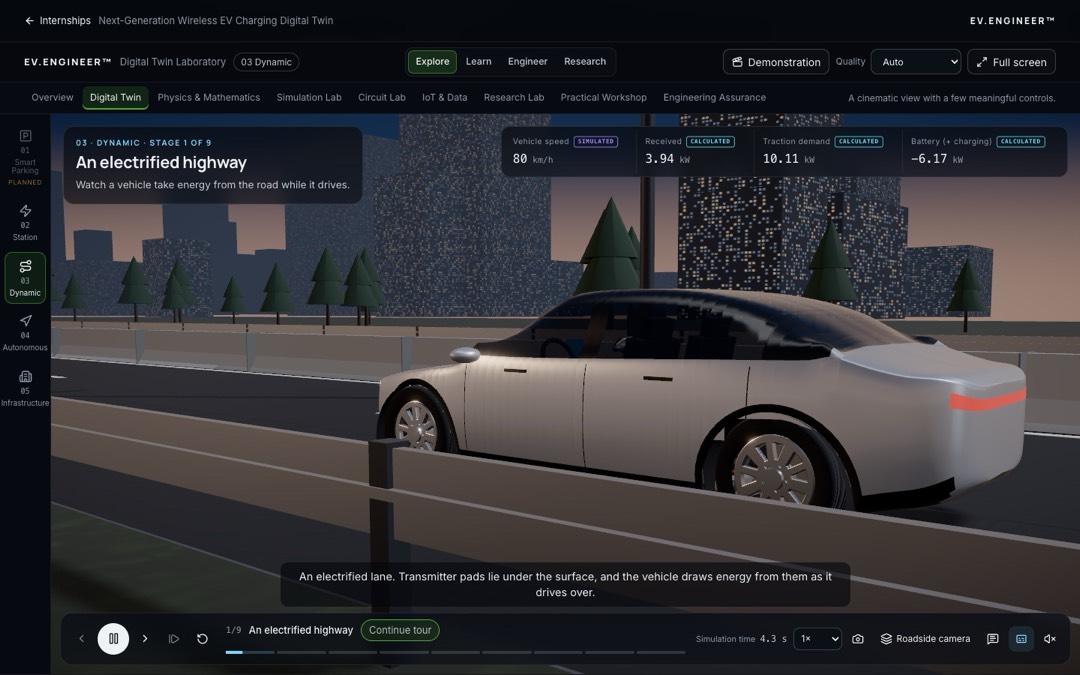 Internships Next-Generation Wireless EV Charging Digital Twin EV.ENGINEER™
EV.ENGINEER™ Digital Twin Laboratory 03 Dynamic Explore Learn Engineer Research Demonstration Quality Auto Full screen
Overview Digital Twin Physics & Mathematics Simulation Lab Circuit Lab IoT & Data Research Lab Practical Workshop Engineering Assurance A cinematic view with a few meaningful controls.
01
Smart
Parking
PLANNED
02
Station
03
Dynamic
04
Autonomous
05
Infrastructure
03 · DYNAMIC · STAGE 1 OF 9
An electrified highway
Watch a vehicle take energy from the road while it drives.
Vehicle speed SIMULATED
80 km/h
Received CALCULATED
3.94 kW
Traction demand CALCULATED
10.11 kW
Battery (+ charging) CALCULATED
−6.17 kW
An electrified lane. Transmitter pads lie under the surface, and the vehicle draws energy from them as it
drives over.
1/9 An electrified highway Continue tour
Simulation time 4.3 s 1× Roadside camera